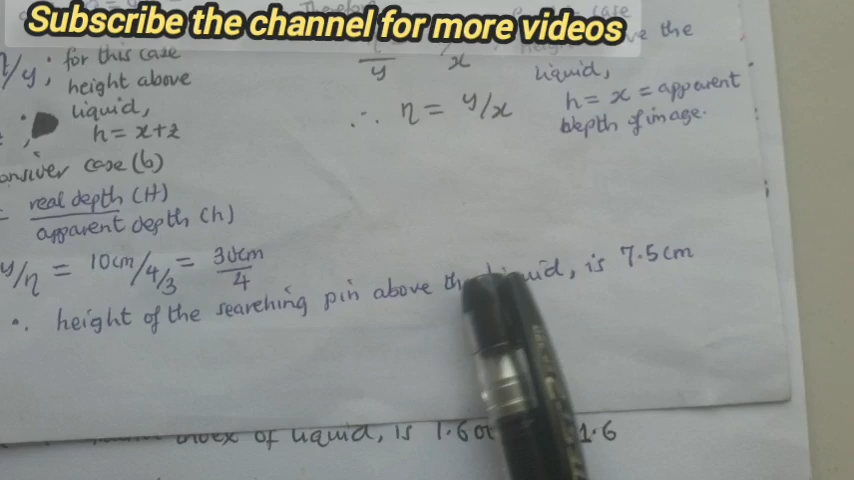 Subscribe the channel for more videos
case
η/y; for this case
height above
liquid,
h = x+z
case (b)
= real depth (H)
apparent depth (h)
y/η = 10cm/4/3 = 30cm
4
∴ height of the searching pin above the liquid, is 7.5cm
y x
the
liquid,
∴ η = y/x
h = x = apparent
depth of image.
index of liquid, is 1.6 1.6